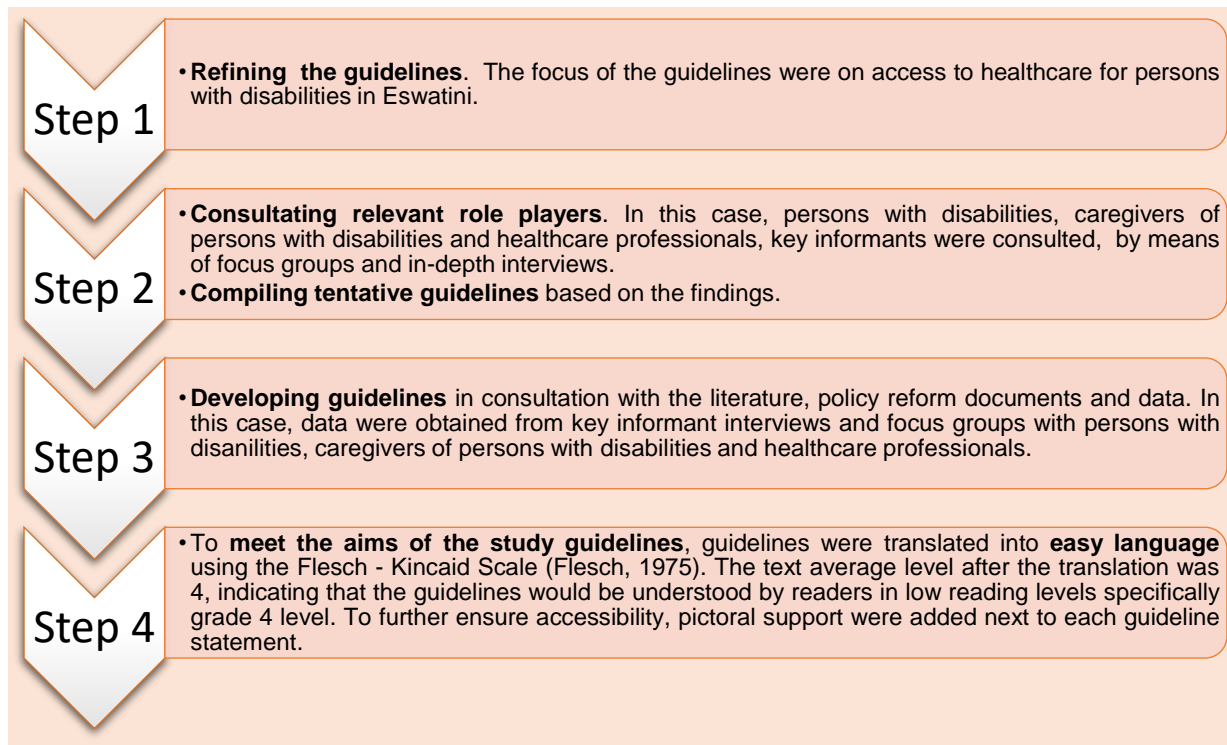 Step 1
•Refining the guidelines. The focus of the guidelines were on access to healthcare for persons
with disabilities in Eswatini.
Step 2
•Consultating relevant role players. In this case, persons with disabilities, caregivers of
persons with disabilities and healthcare professionals, key informants were consulted, by means
of focus groups and in-depth interviews.
•Compiling tentative guidelines based on the findings.
Step 3
•Developing guidelines in consultation with the literature, policy reform documents and data. In
this case, data were obtained from key informant interviews and focus groups with persons with
disanilities, caregivers of persons with disabilities and healthcare professionals.
Step 4
•To meet the aims of the study guidelines, guidelines were translated into easy language
using the Flesch - Kincaid Scale (Flesch, 1975). The text average level after the translation was
4, indicating that the guidelines would be understood by readers in low reading levels specifically
grade 4 level. To further ensure accessibility, pictoral support were added next to each guideline
statement.